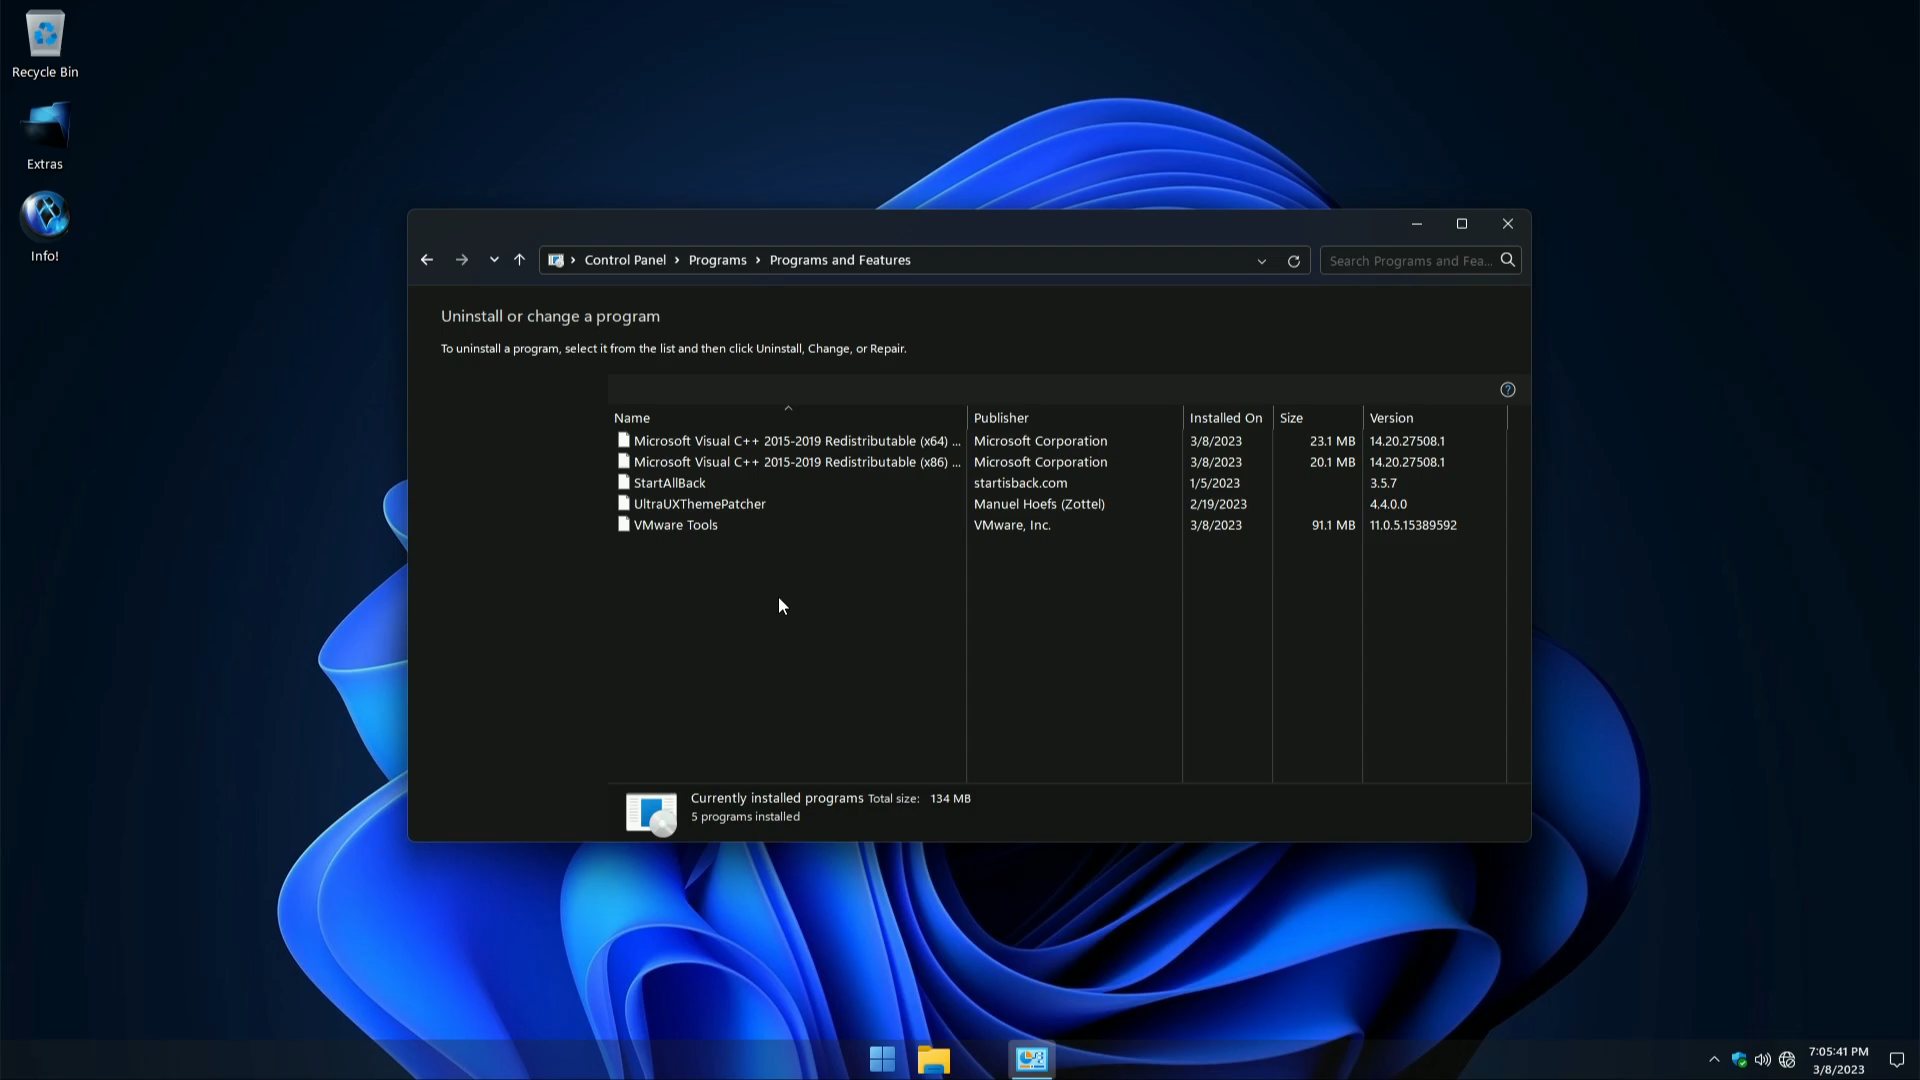 Recycle Bin
Extras
Info!
Control Panel > Programs > Programs and Features
Search Programs and Fea...
Uninstall or change a program
To uninstall a program, select it from the list and then click Uninstall, Change, or Repair.
Name Publisher Installed On Size Version
Microsoft Visual C++ 2015-2019 Redistributable (x64) ... Microsoft Corporation 3/8/2023 23.1 MB 14.20.27508.1
Microsoft Visual C++ 2015-2019 Redistributable (x86) ... Microsoft Corporation 3/8/2023 20.1 MB 14.20.27508.1
StartAllBack startisback.com 1/5/2023 3.5.7
UltraUXThemePatcher Manuel Hoefs (Zottel) 2/19/2023 4.4.0.0
VMware Tools VMware, Inc. 3/8/2023 91.1 MB 11.0.5.15389592
Currently installed programs Total size: 134 MB
5 programs installed
7:05:41 PM
3/8/2023